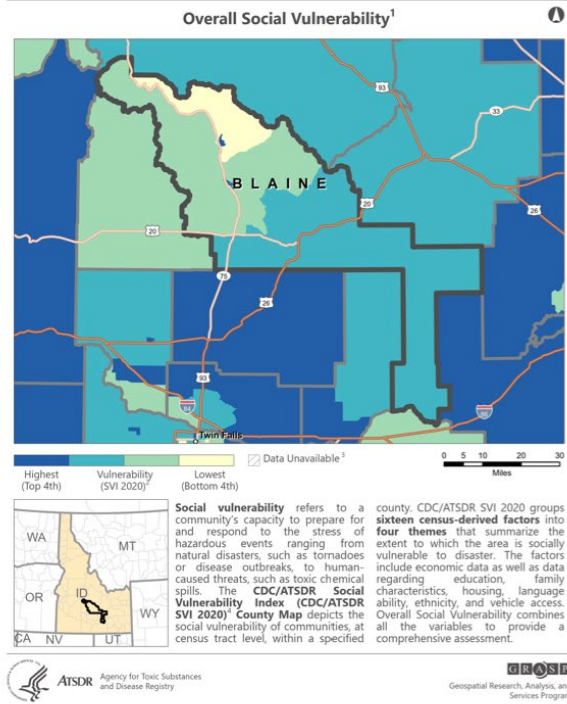 Overall Social Vulnerability1
93
33
BLAINE
20
26
20
75
26
93
84
86
Twin Falls
Highest
(Top 4th)
Vulnerability
(SVI 2020)2
Lowest
(Bottom 4th)
Data Unavailable 3
0 5 10 20 30
Miles
WA
MT
OR
ID
WY
CA
NV
UT
Social vulnerability refers to a
community's capacity to prepare for
and respond to the stress of
hazardous events ranging from
natural disasters, such as tornadoes
or disease outbreaks, to human-
caused threats, such as toxic chemical
spills. The CDC/ATSDR Social
Vulnerability Index (CDC/ATSDR
SVI 2020)4 County Map depicts the
social vulnerability of communities, at
census tract level, within a specified
county. CDC/ATSDR SVI 2020 groups
sixteen census-derived factors into
four themes that summarize the
extent to which the area is socially
vulnerable to disaster. The factors
include economic data as well as data
regarding education, family
characteristics, housing, language
ability, ethnicity, and vehicle access.
Overall Social Vulnerability combines
all the variables to provide a
comprehensive assessment.
ATSDR
Agency for Toxic Substances
and Disease Registry
GRASP
Geospatial Research, Analysis, an
Services Program